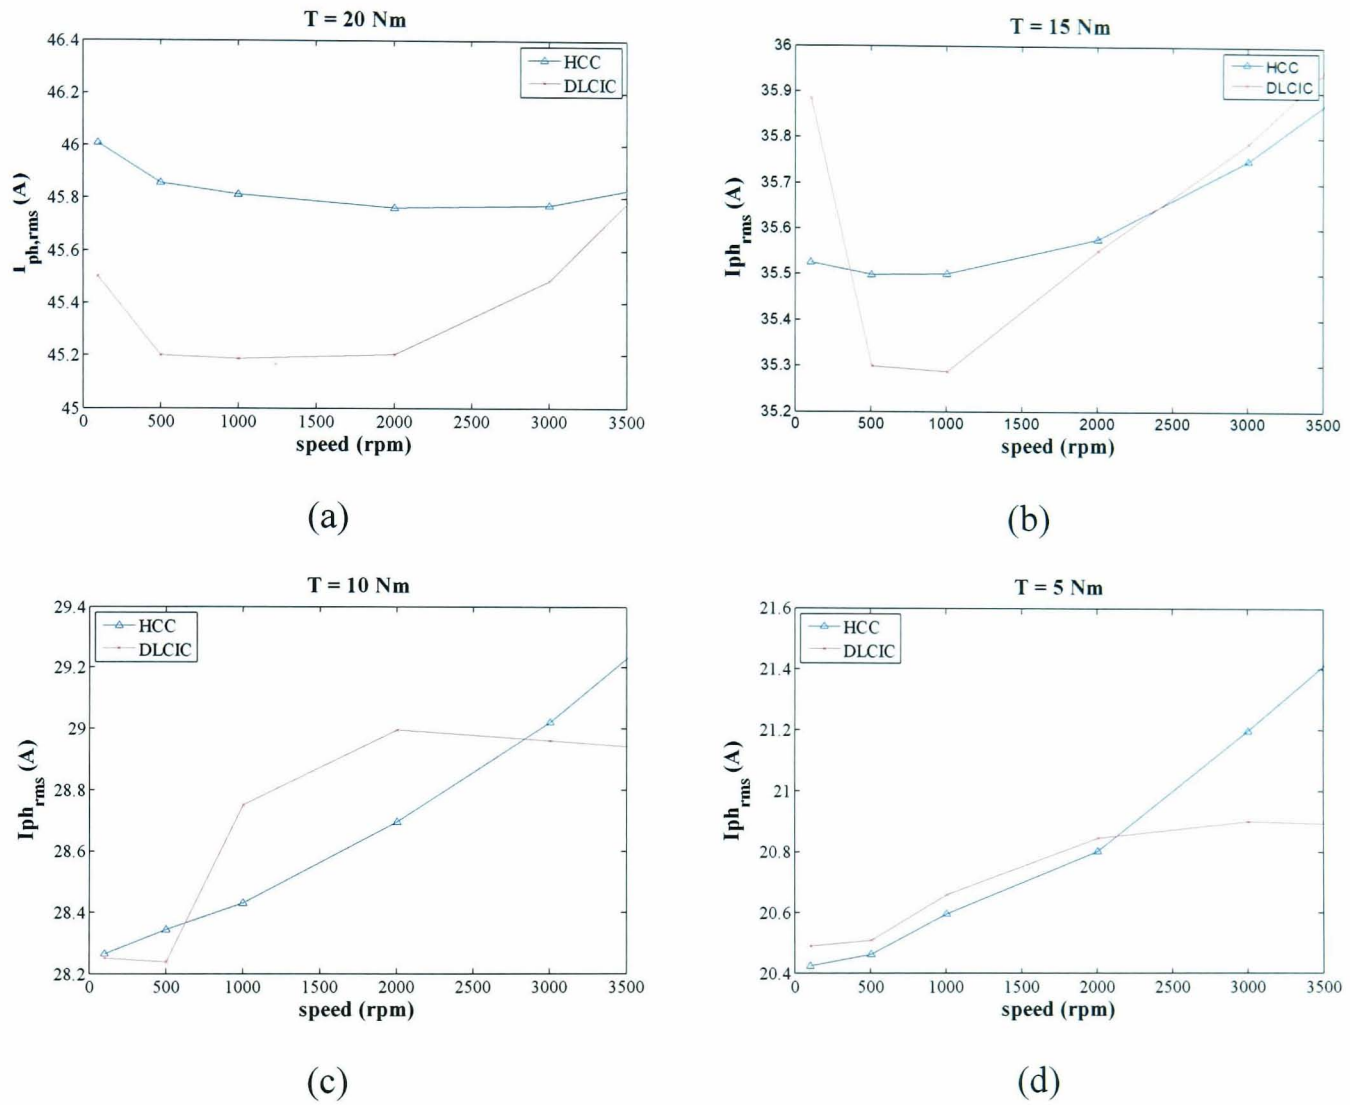 T = 20 Nm
46.4
46.2
46
45.8
45.6
45.4
45.2
45
I ph,rms (A)
HCC
DLCIC
0 500 1000 1500 2000 2500 3000 3500
speed (rpm)
(a)
T = 15 Nm
36
35.9
35.8
35.7
35.6
35.5
35.4
35.3
35.2
Iph rms (A)
HCC
DLCIC
0 500 1000 1500 2000 2500 3000 3500
speed (rpm)
(b)
T = 10 Nm
29.4
29.2
29
28.8
28.6
28.4
28.2
Iph rms (A)
HCC
DLCIC
0 500 1000 1500 2000 2500 3000 3500
speed (rpm)
(c)
T = 5 Nm
21.6
21.4
21.2
21
20.8
20.6
20.4
Iph rms (A)
HCC
DLCIC
0 500 1000 1500 2000 2500 3000 3500
speed (rpm)
(d)